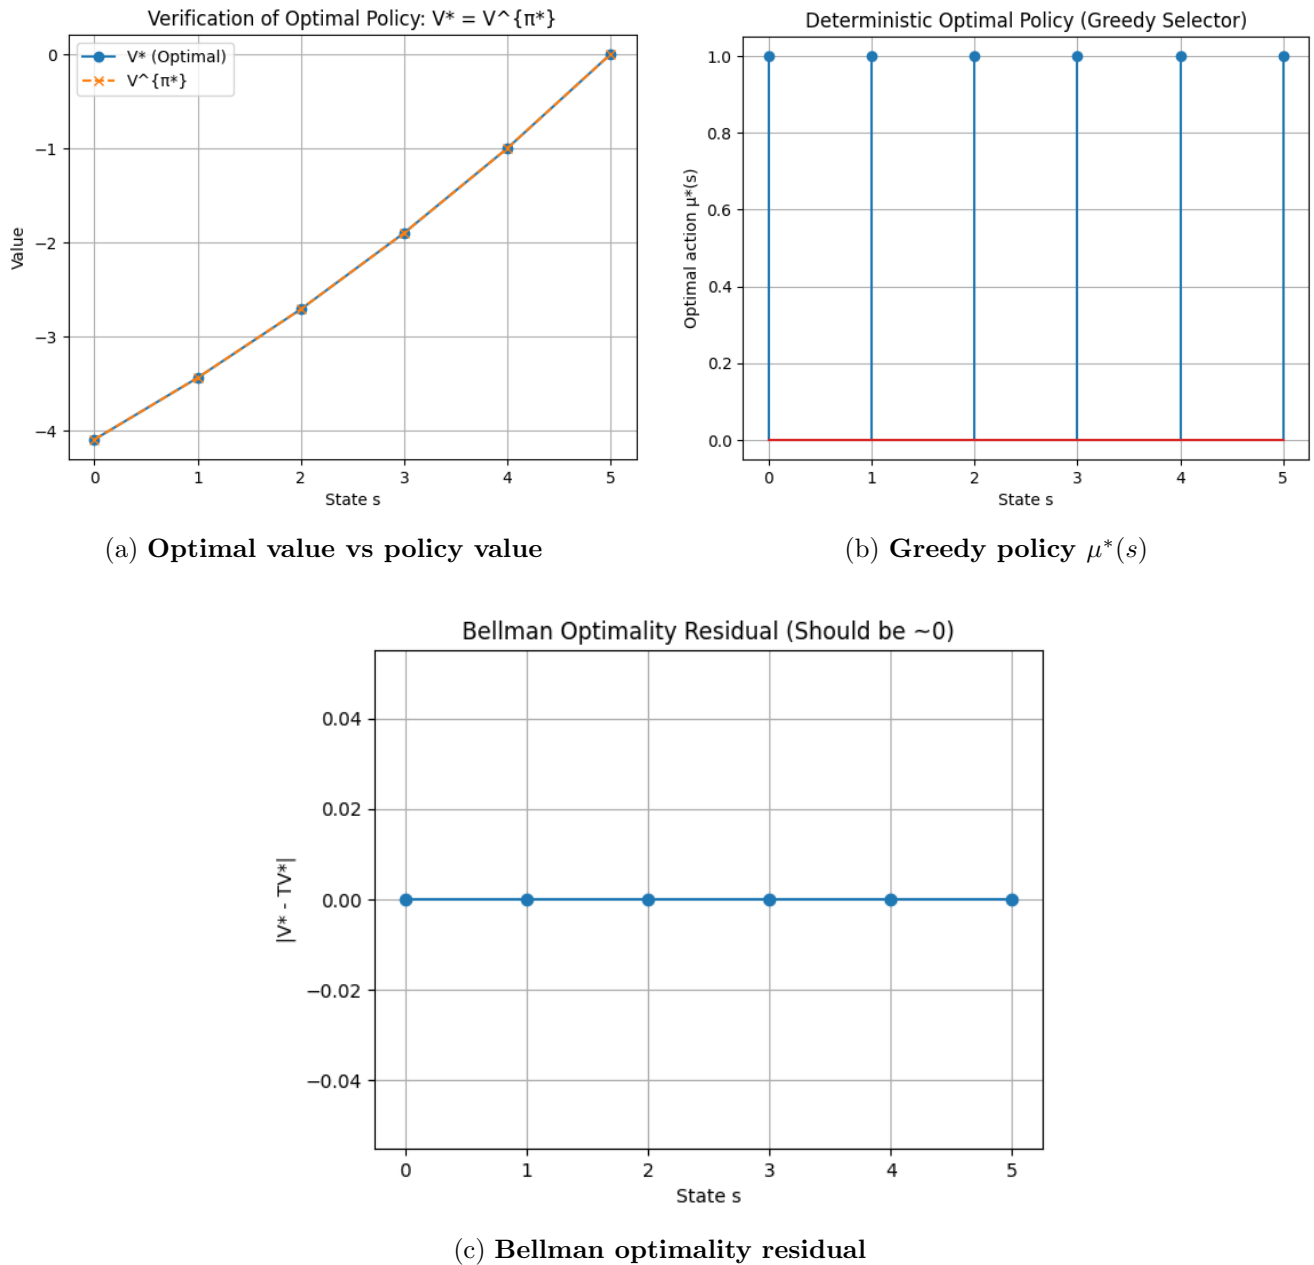 Verification of Optimal Policy: V* = V^{π*}
V* (Optimal)
V^{π*}
Value
0
−1
−2
−3
−4
0 1 2 3 4 5
State s
(a) Optimal value vs policy value
Deterministic Optimal Policy (Greedy Selector)
Optimal action μ*(s)
1.0
0.8
0.6
0.4
0.2
0.0
0 1 2 3 4 5
State s
(b) Greedy policy μ*(s)
Bellman Optimality Residual (Should be ~0)
|V* - TV*|
0.04
0.02
0.00
−0.02
−0.04
0 1 2 3 4 5
State s
(c) Bellman optimality residual